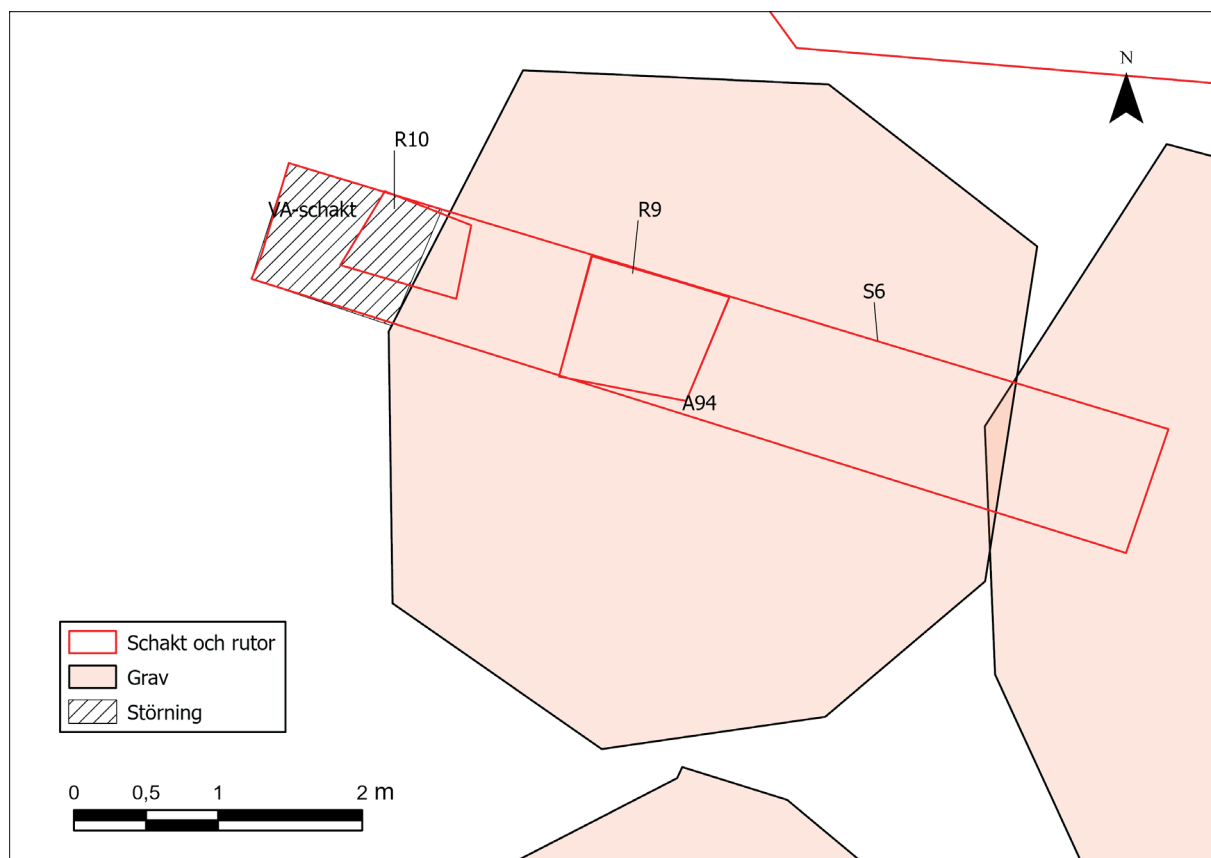 N
R10
VA-schakt
R9
S6
A94
Schakt och rutor
Grav
Störning
0 0,5 1 2 m